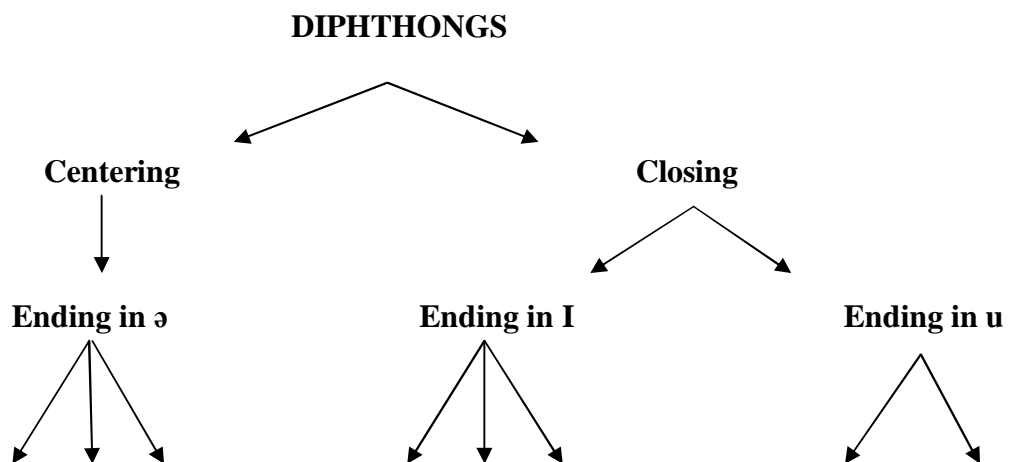 DIPHTHONGS
Centering Closing
Ending in ə Ending in I Ending in u